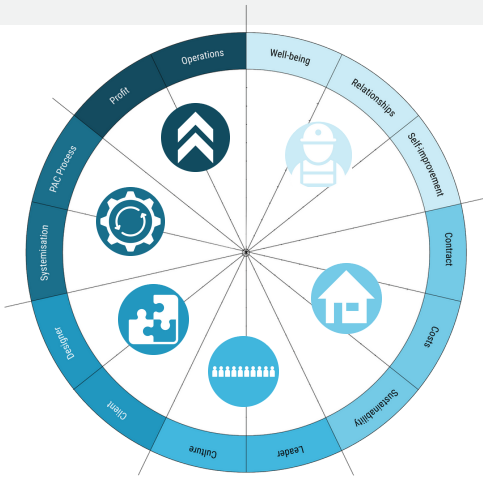 Well-being
Relationships
Self-improvement
Contract
Costs
Sustainability
Leader
Culture
Client
Designer
Systemisation
PAC Process
Profit
Operations